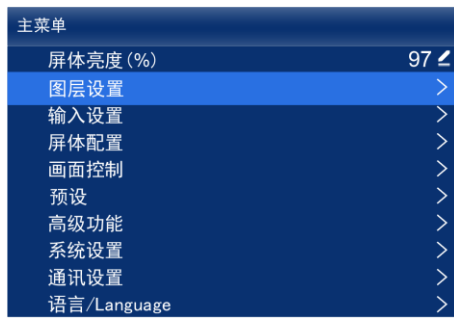 主菜单
屏体亮度(%) 97
图层设置
输入设置
屏体配置
画面控制
预设
高级功能
系统设置
通讯设置
语言/Language